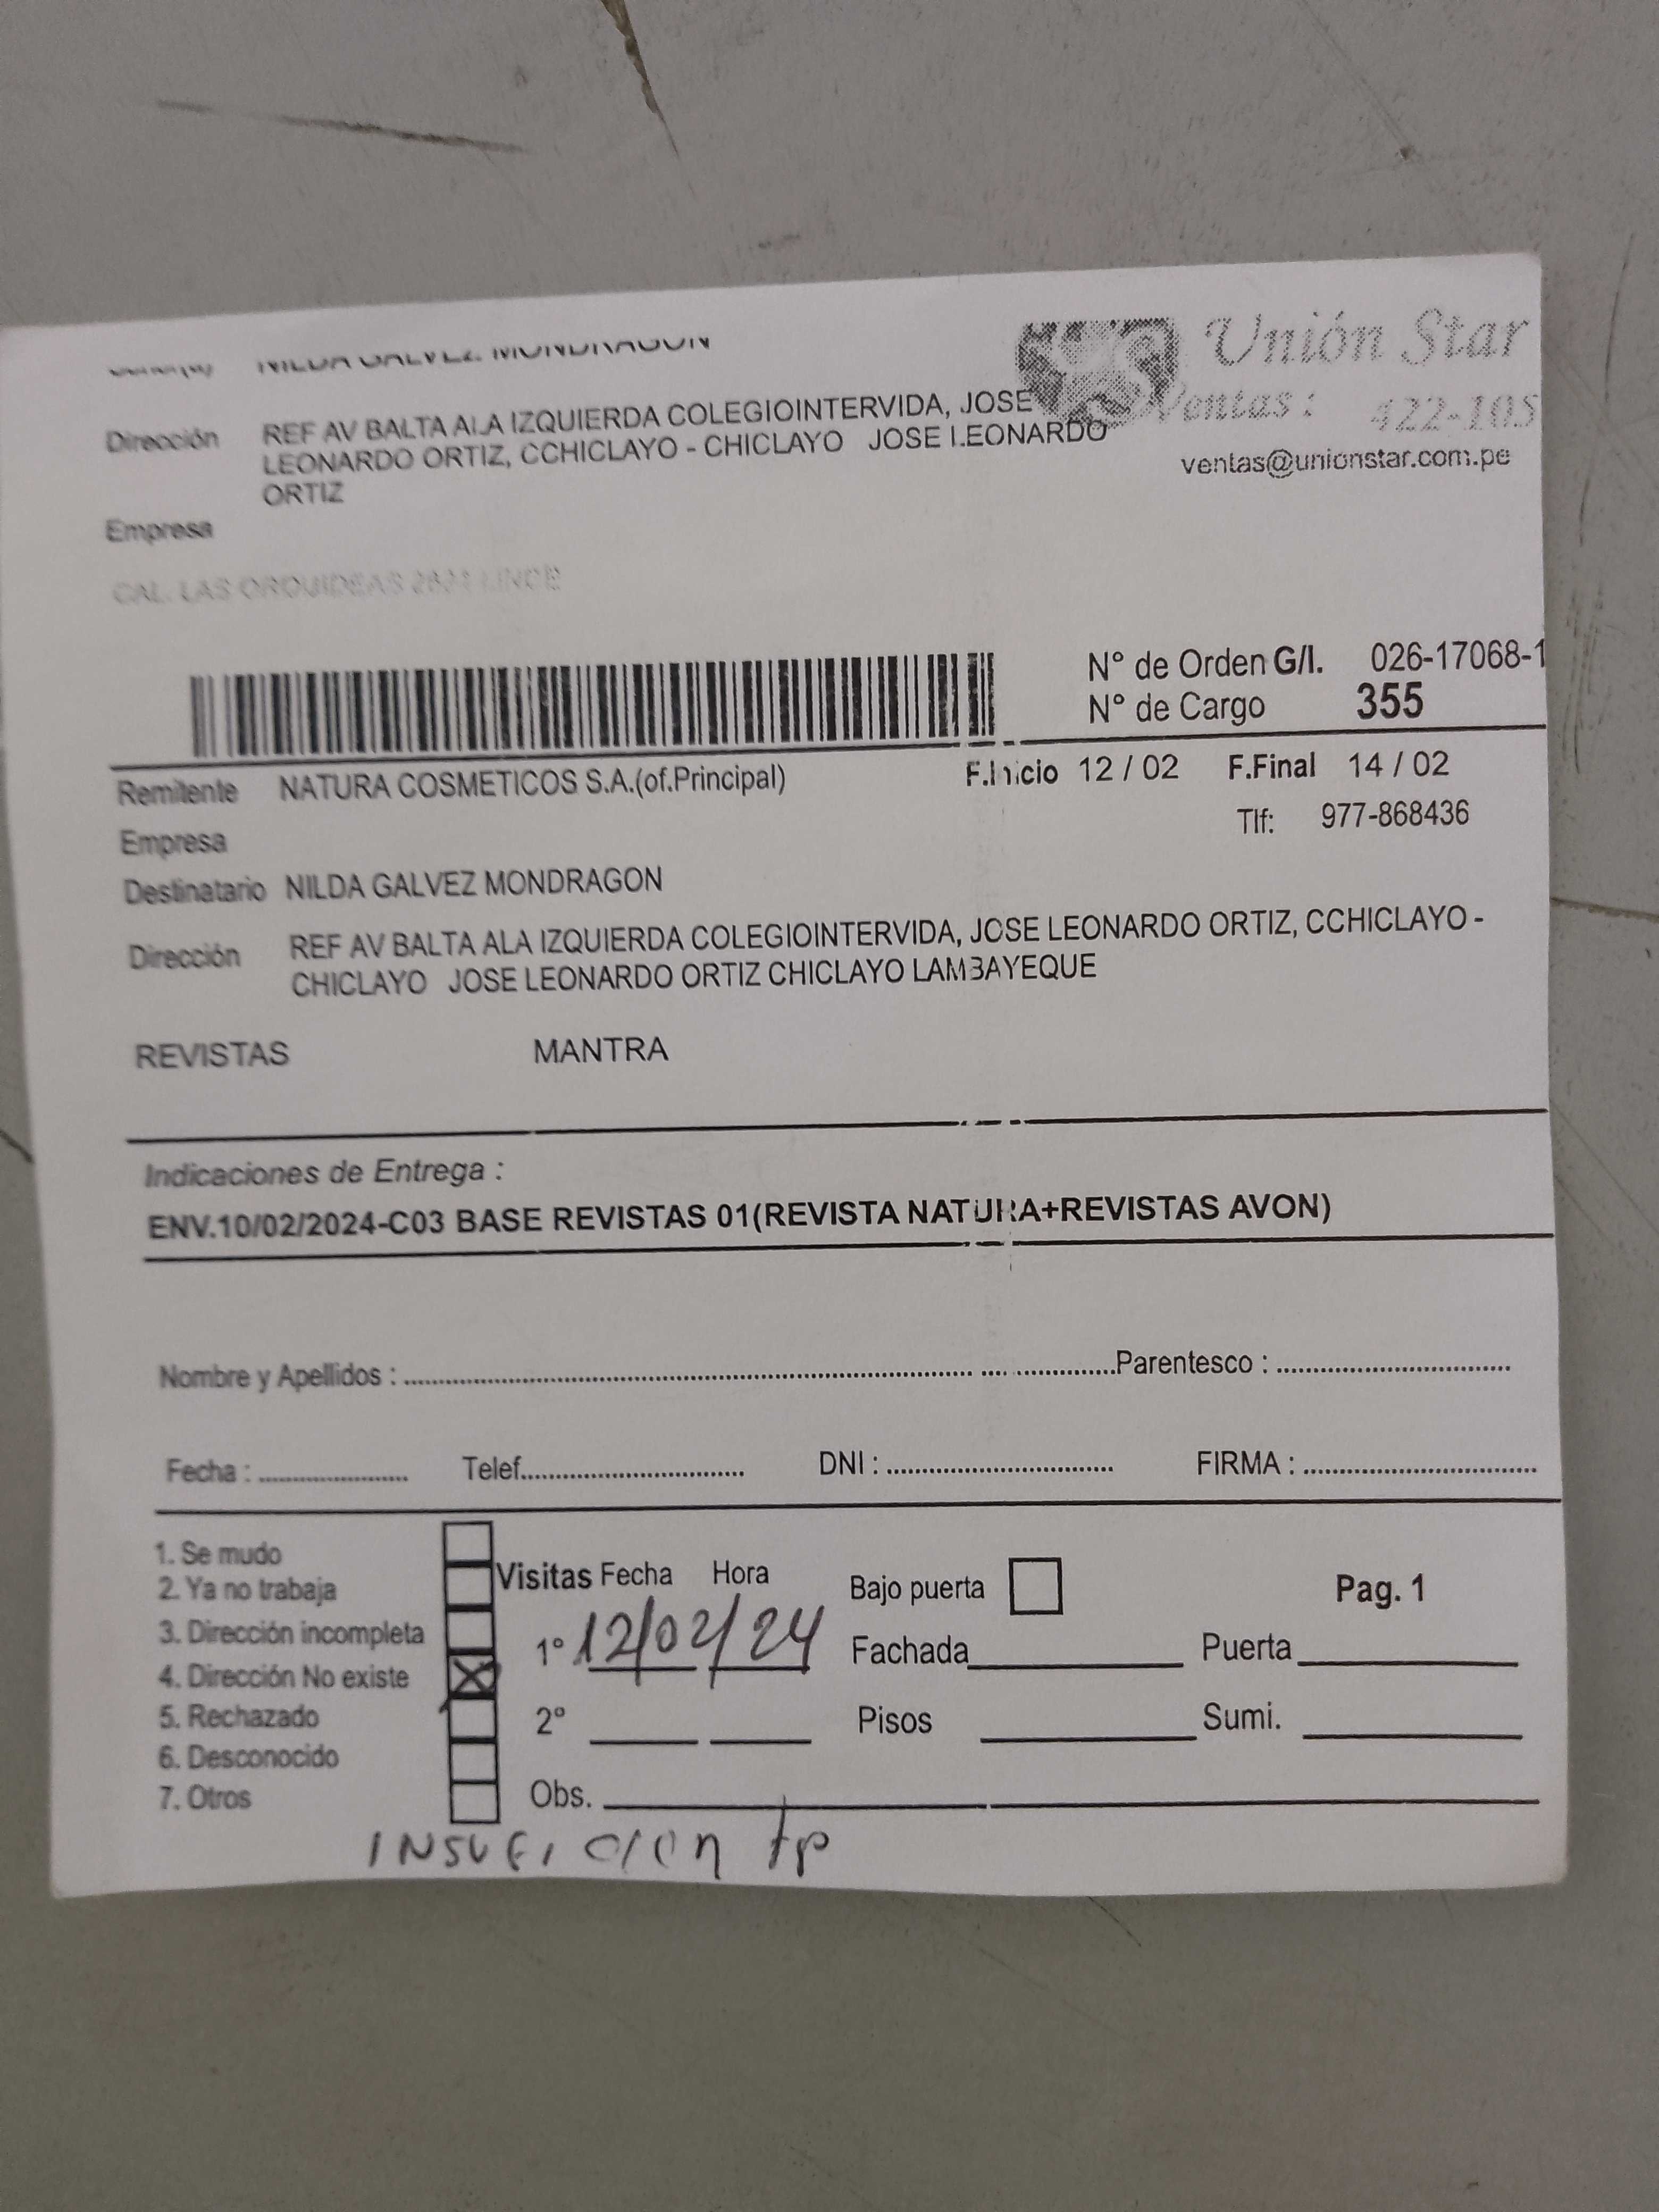 NILDA GALVEZ MONDRAGON
Unión Star
Ventas : 422-105
ventas@unionstar.com.pe
Dirección REF AV BALTA ALA IZQUIERDA COLEGIOINTERVIDA, JOSE
LEONARDO ORTIZ, CCHICLAYO - CHICLAYO JOSE LEONARDO
ORTIZ
Empresa
CAL. LAS ORQUIDEAS LINCE
N° de Orden G/I. 026-17068-1
N° de Cargo 355
Remitente NATURA COSMETICOS S.A.(of.Principal) F.Inicio 12 / 02 F.Final 14 / 02
Empresa Tlf: 977-868436
Destinatario NILDA GALVEZ MONDRAGON
Dirección REF AV BALTA ALA IZQUIERDA COLEGIOINTERVIDA, JOSE LEONARDO ORTIZ, CCHICLAYO -
CHICLAYO JOSE LEONARDO ORTIZ CHICLAYO LAMBAYEQUE
REVISTAS MANTRA
Indicaciones de Entrega :
ENV.10/02/2024-C03 BASE REVISTAS 01(REVISTA NATURA+REVISTAS AVON)
Nombre y Apellidos : Parentesco :
Fecha : Telef. DNI : FIRMA :
1. Se mudo
2. Ya no trabaja
3. Dirección incompleta
4. Dirección No existe
5. Rechazado
6. Desconocido
7. Otros
Visitas Fecha Hora Bajo puerta Pag. 1
1° 12/02/24 Fachada Puerta
2° Pisos Sumi.
Obs.